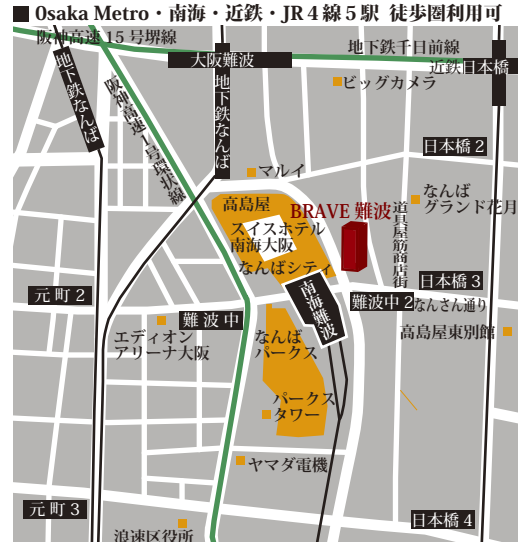 ■ Osaka Metro・南海・近鉄・JR４線５駅 徒歩圏利用可
阪神高速 15 号堺線
地下鉄千日前線
大阪難波
近鉄日本橋
地下鉄なんば
地下鉄なんば
阪神高速１号環状線
ビッグカメラ
日本橋 2
マルイ
なんば
グランド花月
高島屋
BRAVE 難波
道具屋筋商店街
スイスホテル
南海大阪
なんばシティ
日本橋 3
元 町 2
南海難波
難波中 2
なんさん通り
難 波 中
高島屋東別館
エディオン
アリーナ大阪
なんば
パークス
パークス
タワー
ヤマダ電機
元 町 3
日本橋 4
浪速区役所